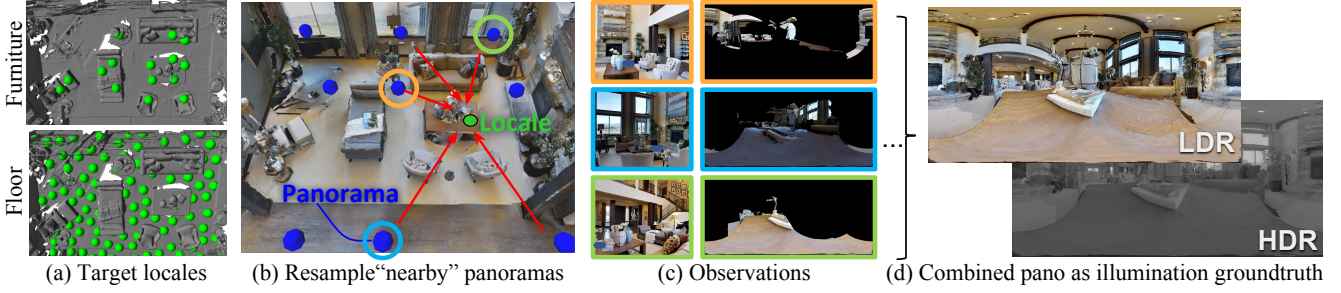 Furniture
Floor
Locale
Panorama
...
LDR
HDR
(a) Target locales
(b) Resample“nearby” panoramas
(c) Observations
(d) Combined pano as illumination groundtruth